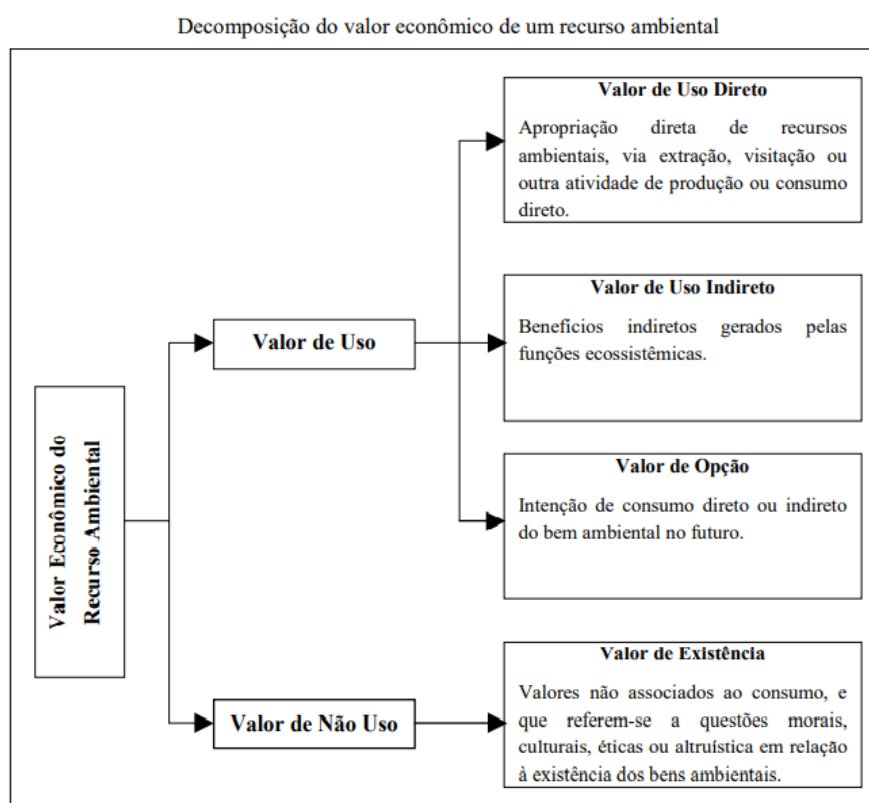 Decomposição do valor econômico de um recurso ambiental
Valor Econômico do
Recurso Ambiental
Valor de Uso
Valor de Uso Direto
Apropriação direta de recursos
ambientais, via extração, visitação ou
outra atividade de produção ou consumo
direto.
Valor de Uso Indireto
Benefícios indiretos gerados pelas
funções ecossistêmicas.
Valor de Opção
Intenção de consumo direto ou indireto
do bem ambiental no futuro.
Valor de Não Uso
Valor de Existência
Valores não associados ao consumo, e
que referem-se a questões morais,
culturais, éticas ou altruística em relação
à existência dos bens ambientais.